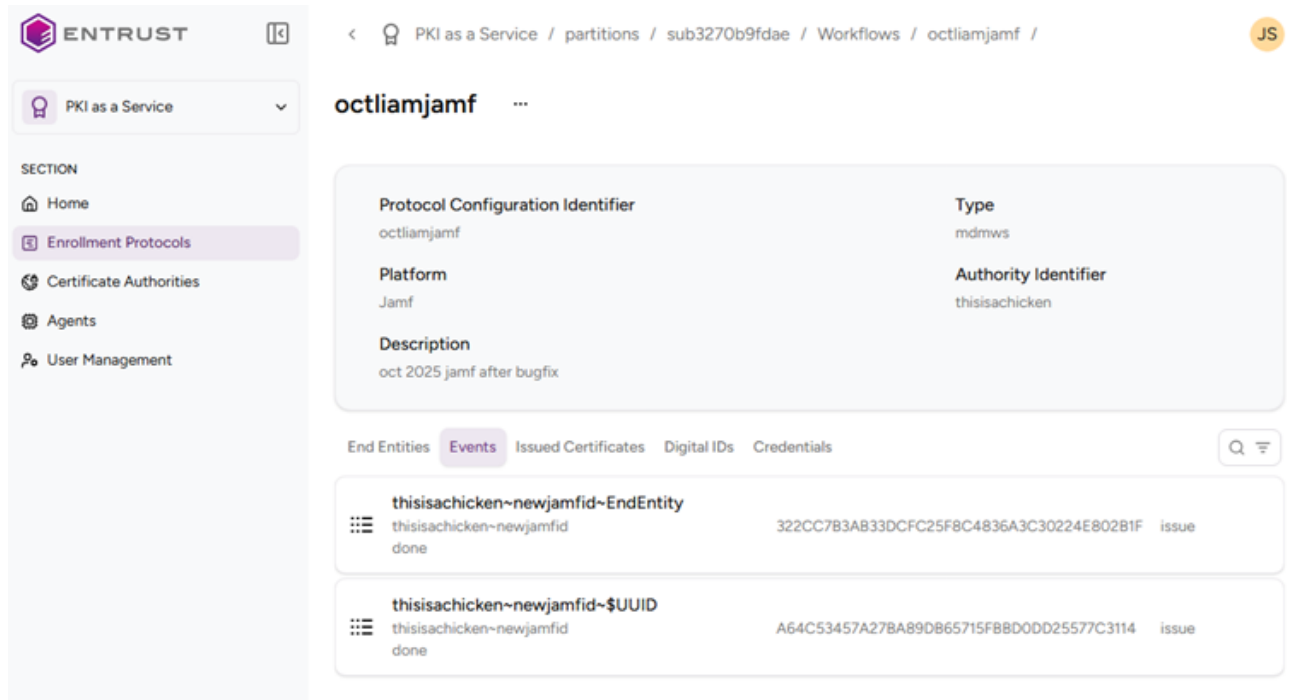 ENTRUST
PKI as a Service
SECTION
Home
Enrollment Protocols
Certificate Authorities
Agents
User Management
PKI as a Service / partitions / sub3270b9fdae / Workflows / octliamjamf /
JS
octliamjamf ...
Protocol Configuration Identifier
octliamjamf
Type
mdmws
Platform
Jamf
Authority Identifier
thisisachicken
Description
oct 2025 jamf after bugfix
End Entities Events Issued Certificates Digital IDs Credentials
thisisachicken~newjamfid~EndEntity
thisisachicken~newjamfid 322CC7B3AB33DCFC25F8C4836A3C30224E802B1F issue
done
thisisachicken~newjamfid~$UUID
thisisachicken~newjamfid A64C53457A27BA89DB65715FBBD0DD25577C3114 issue
done